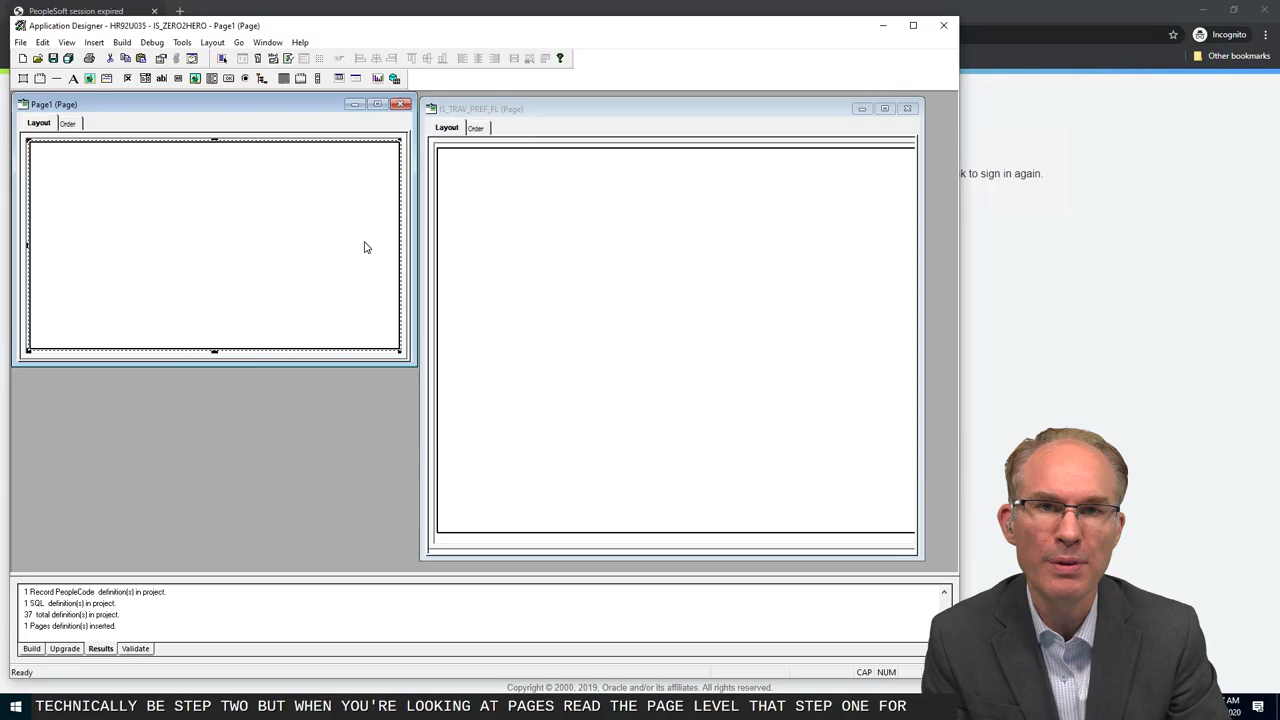 PeopleSoft session expired
Application Designer - HR92U035 - IS_ZERO2HERO - Page1 (Page)
Incognito
File Edit View Insert Build Debug Tools Layout Go Window Help
Other bookmarks
Page1 (Page)
IS_TRAV_PREF_FL (Page)
Layout Order
Layout Order
k to sign in again.
1 Record PeopleCode definition(s) in project.
1 SQL definition(s) in project.
37 total definition(s) in project.
1 Pages definition(s) inserted.
Build Upgrade Results Validate
Ready
CAP NUM
Copyright © 2000, 2019, Oracle and/or its affiliates. All rights reserved.
TECHNICALLY BE STEP TWO BUT WHEN YOU'RE LOOKING AT PAGES READ THE PAGE LEVEL THAT STEP ONE FOR